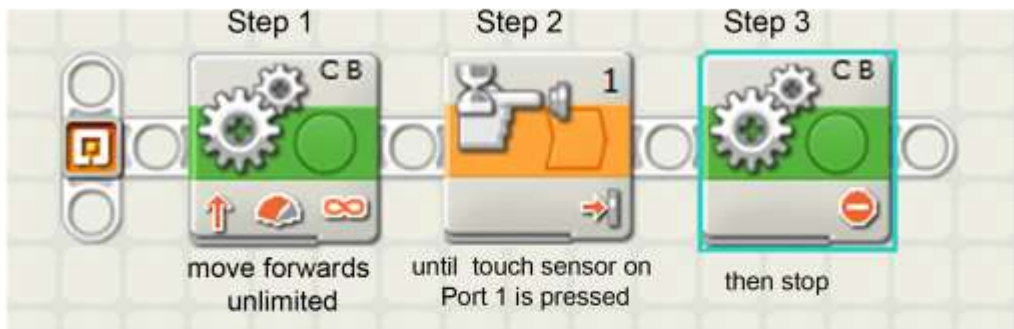 Step 1
Step 2
Step 3
C B
1
C B
move forwards
unlimited
until touch sensor on
Port 1 is pressed
then stop